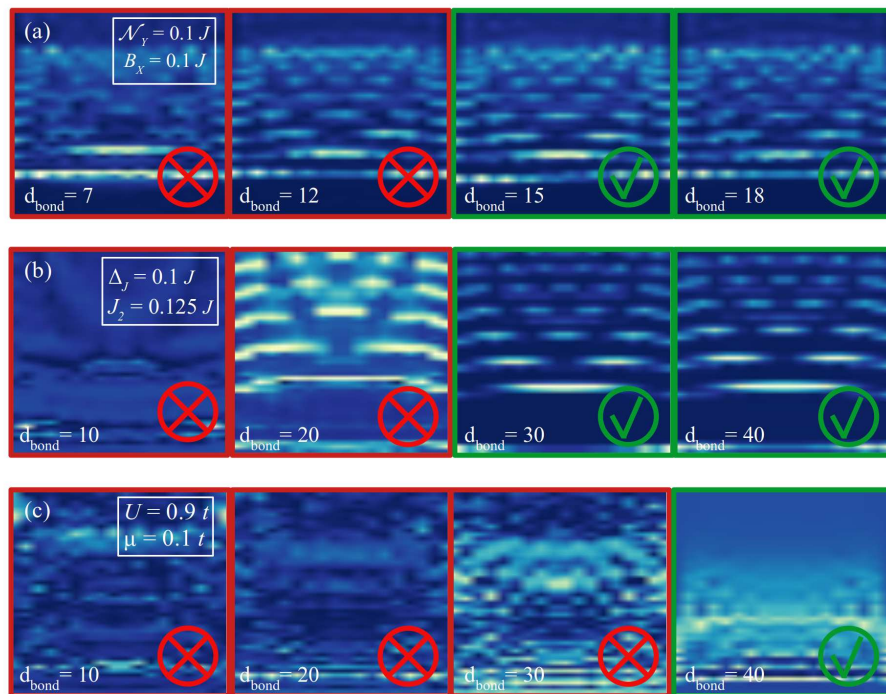 (a)
𝒩_Y = 0.1 J
B_X = 0.1 J
d_bond = 7
d_bond = 12
d_bond = 15
d_bond = 18
(b)
Δ_J = 0.1 J
J_2 = 0.125 J
d_bond = 10
d_bond = 20
d_bond = 30
d_bond = 40
(c)
U = 0.9 t
μ = 0.1 t
d_bond = 10
d_bond = 20
d_bond = 30
d_bond = 40